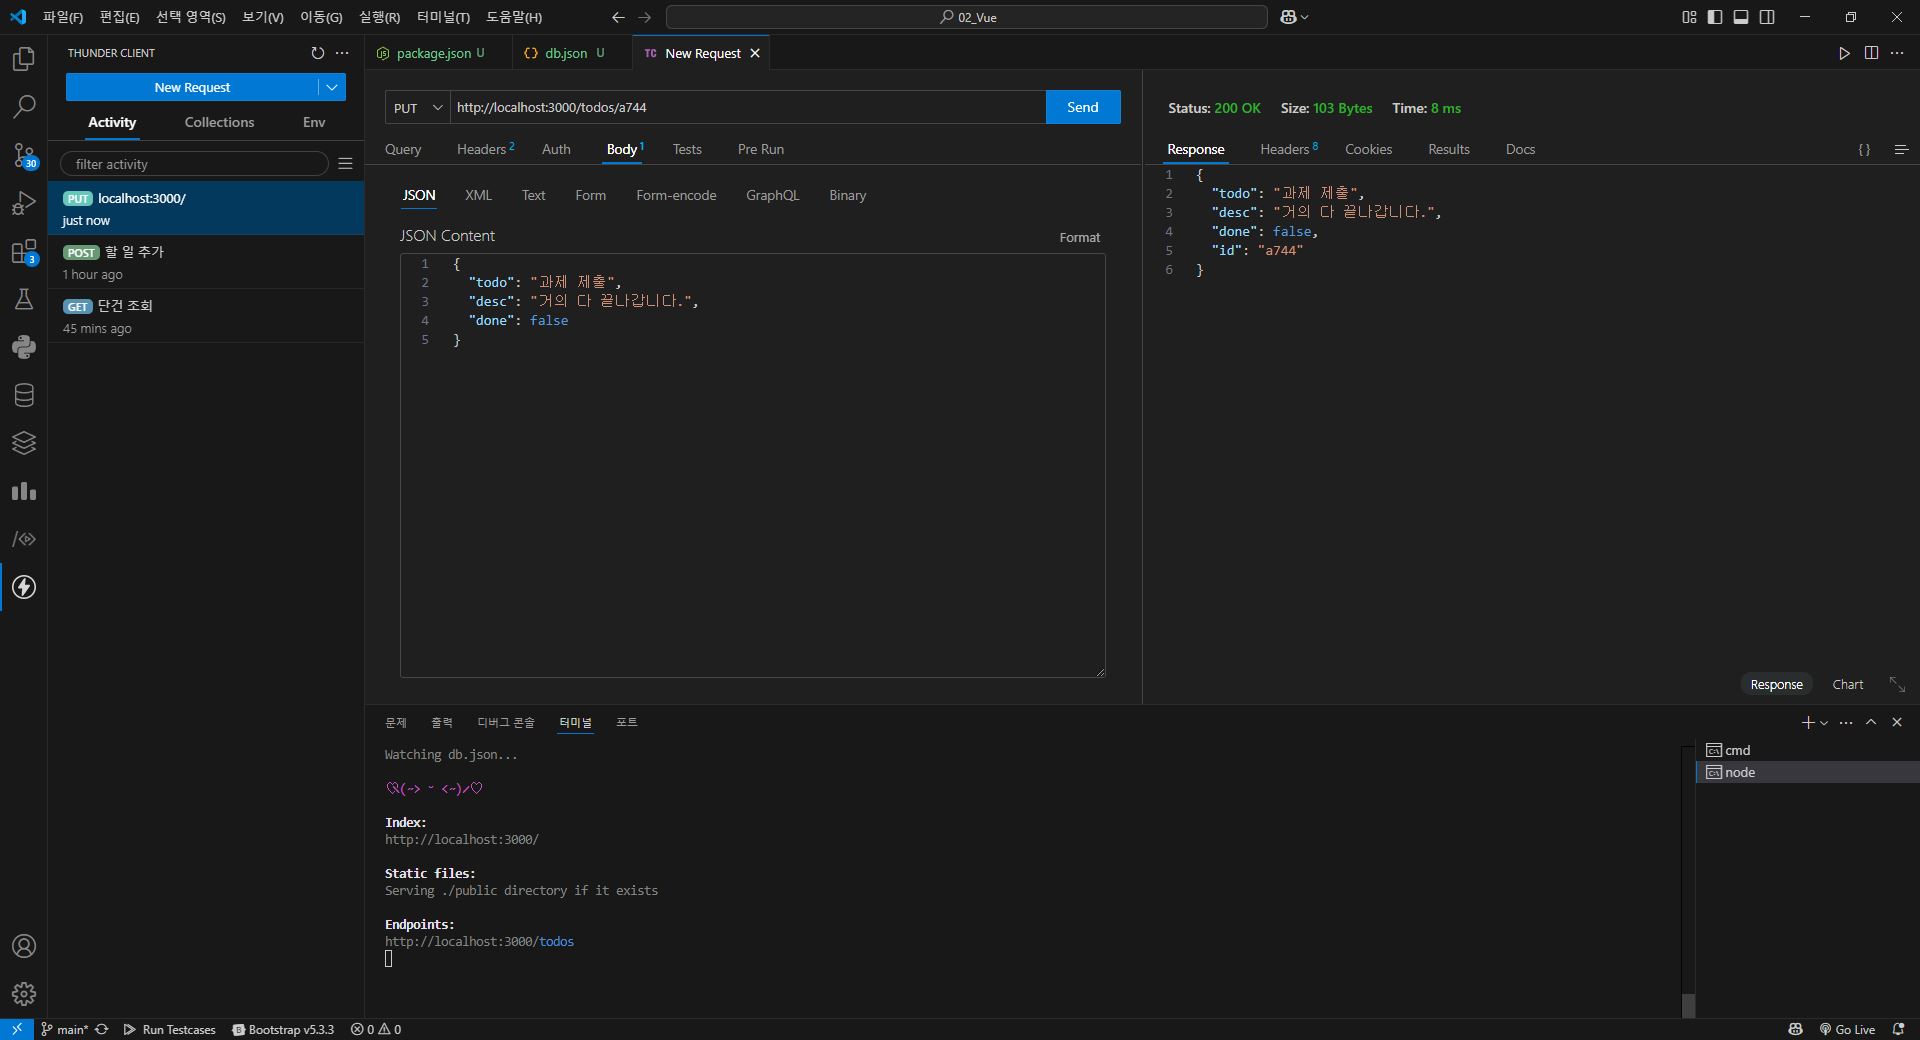 파일(F) 편집(E) 선택 영역(S) 보기(V) 이동(G) 실행(R) 터미널(T) 도움말(H) 02_Vue
THUNDER CLIENT
New Request
Activity Collections Env
filter activity
PUT localhost:3000/
just now
POST 할 일 추가
1 hour ago
GET 단건 조회
45 mins ago
30
3
package.json U {} db.json U TC New Request
PUT http://localhost:3000/todos/a744 Send
Query Headers 2 Auth Body 1 Tests Pre Run
JSON XML Text Form Form-encode GraphQL Binary
JSON Content Format
1 {
2 "todo": "과제 제출",
3 "desc": "거의 다 끝나갑니다.",
4 "done": false
5 }
Status: 200 OK Size: 103 Bytes Time: 8 ms
Response Headers 8 Cookies Results Docs {}
1 {
2 "todo": "과제 제출",
3 "desc": "거의 다 끝나갑니다.",
4 "done": false,
5 "id": "a744"
6 }
Response Chart
문제 출력 디버그 콘솔 터미널 포트
Watching db.json...
Index:
http://localhost:3000/
Static files:
Serving ./public directory if it exists
Endpoints:
http://localhost:3000/todos
cmd
node
main* Run Testcases Bootstrap v5.3.3 0 0 Go Live